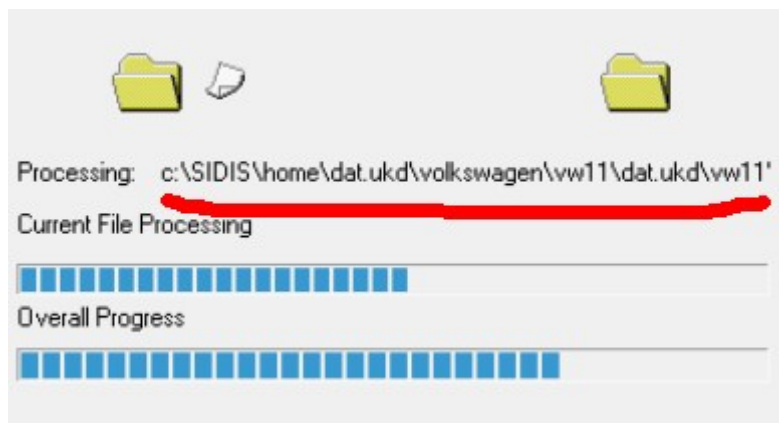 Processing: c:\SIDIS\home\dat.ukd\volkswagen\vw11\dat.ukd\vw11'
Current File Processing
Overall Progress